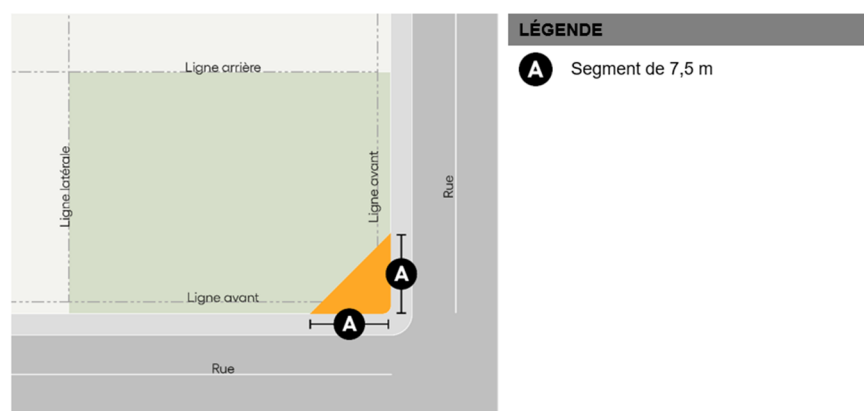 Ligne arrière
Ligne latérale
Ligne avant
Rue
A
Ligne avant
A
Rue
LÉGENDE
A Segment de 7,5 m